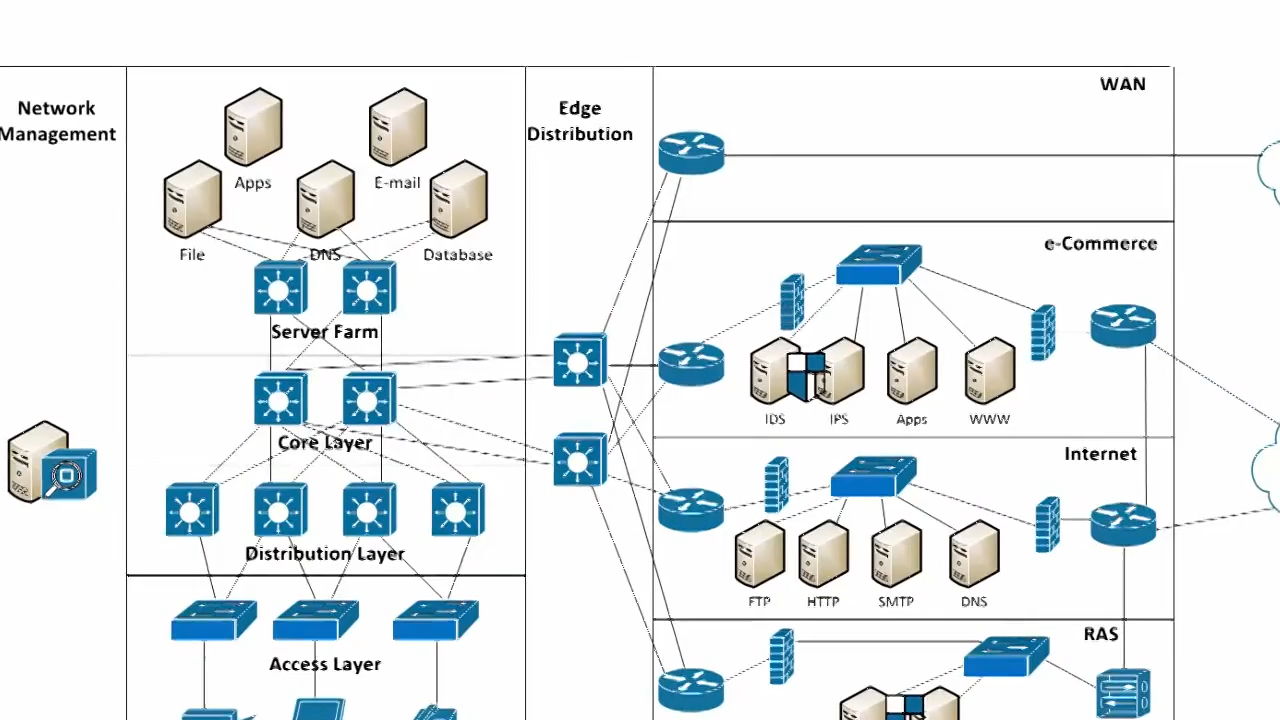 Network
Management
Apps
E-mail
File
DNS
Database
Server Farm
Core Layer
Distribution Layer
Access Layer
Edge
Distribution
WAN
e-Commerce
IDS
IPS
Apps
WWW
Internet
FTP
HTTP
SMTP
DNS
RAS